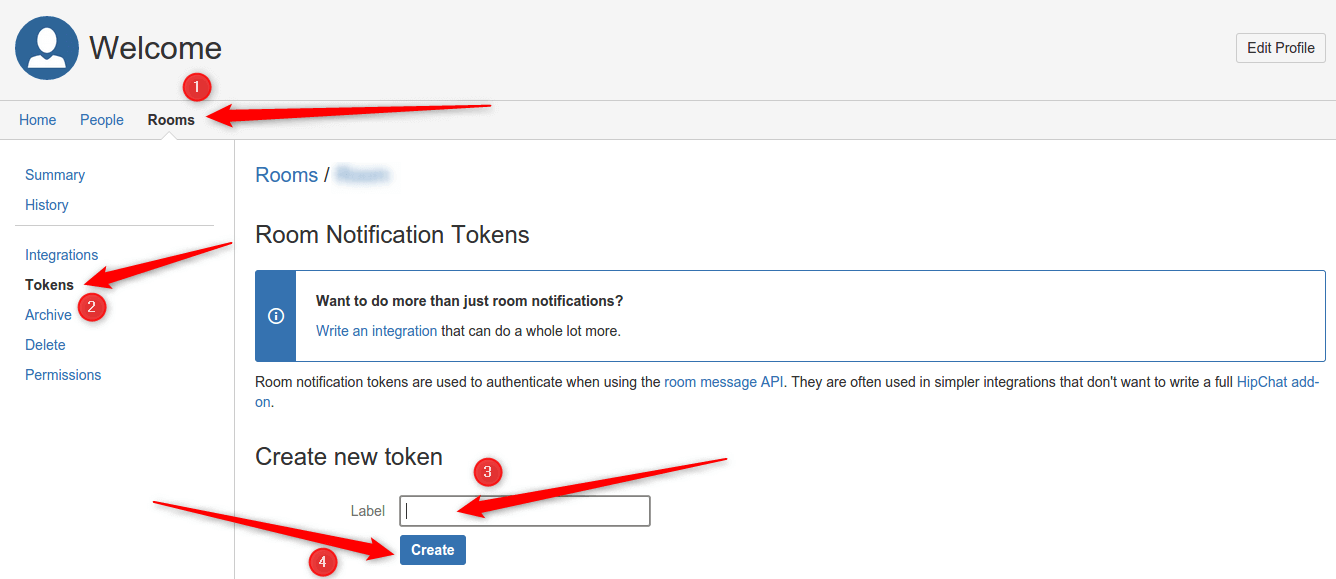 Welcome
Edit Profile
1
Home People Rooms
Summary
History
Integrations
Tokens
2
Archive
Delete
Permissions
Rooms /
Room Notification Tokens
Want to do more than just room notifications?
Write an integration that can do a whole lot more.
Room notification tokens are used to authenticate when using the room message API. They are often used in simpler integrations that don't want to write a full HipChat add-
on.
Create new token
3
Label
Create
4